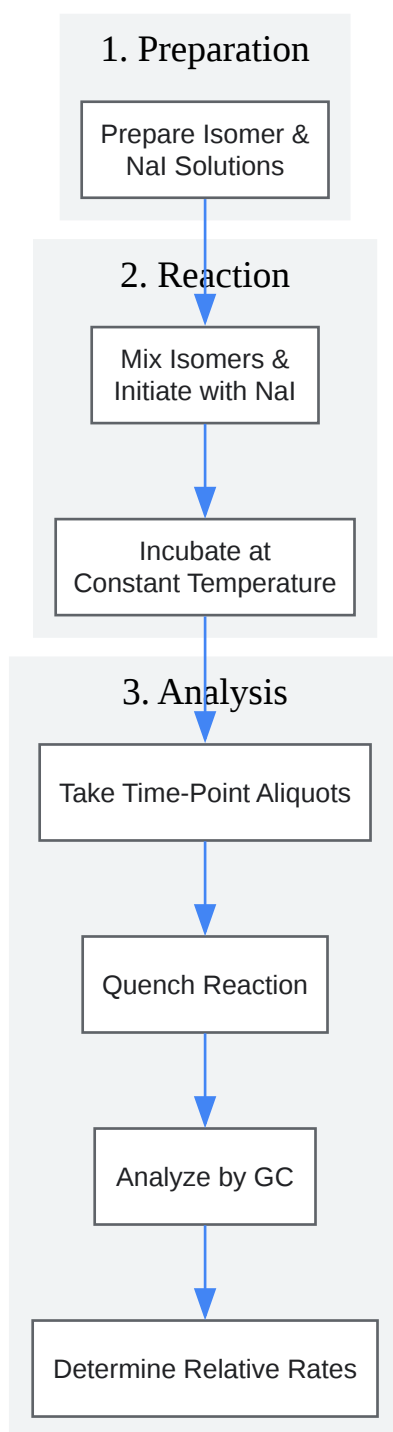 1. Preparation
Prepare Isomer &
NaI Solutions
2. Reaction
Mix Isomers &
Initiate with NaI
Incubate at
Constant Temperature
3. Analysis
Take Time-Point Aliquots
Quench Reaction
Analyze by GC
Determine Relative Rates